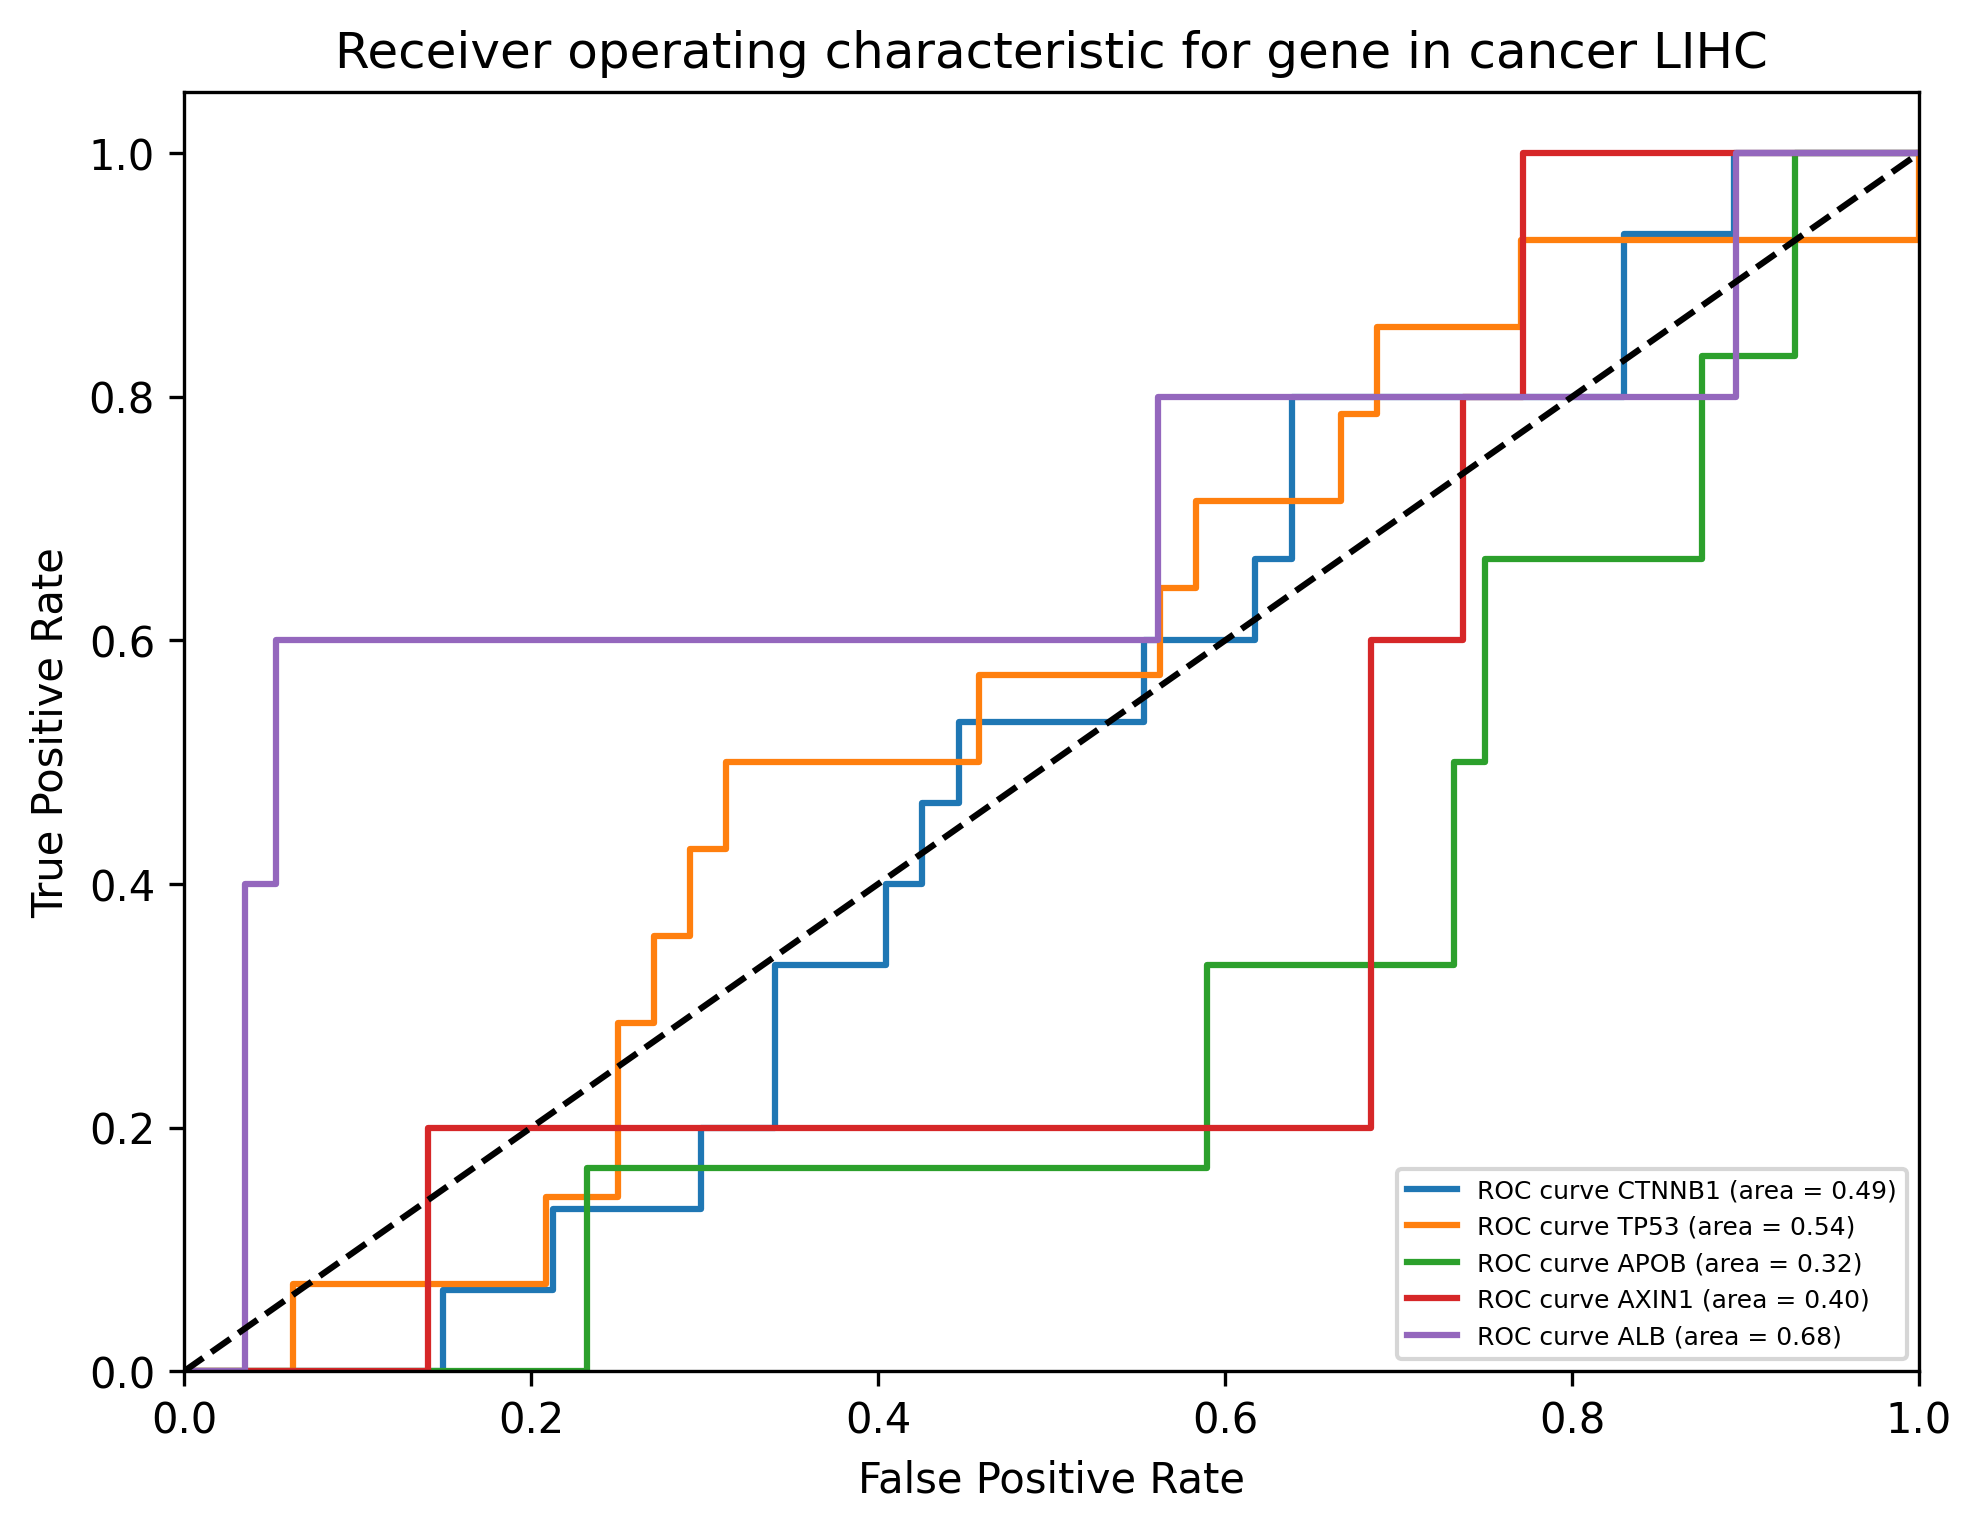 Receiver operating characteristic for gene in cancer LIHC
1.0
0.8
0.6
0.4
0.2
0.0
True Positive Rate
ROC curve CTNNB1 (area = 0.49)
ROC curve TP53 (area = 0.54)
ROC curve APOB (area = 0.32)
ROC curve AXIN1 (area = 0.40)
ROC curve ALB (area = 0.68)
0.0 0.2 0.4 0.6 0.8 1.0
False Positive Rate